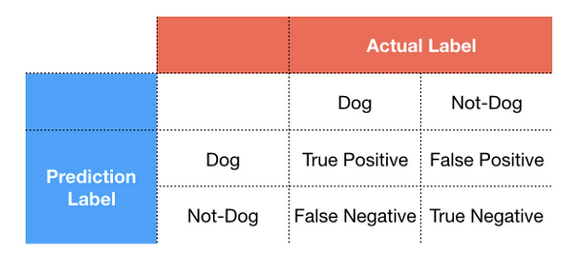 Actual Label
Dog Not-Dog
Prediction Label
Dog True Positive False Positive
Not-Dog False Negative True Negative